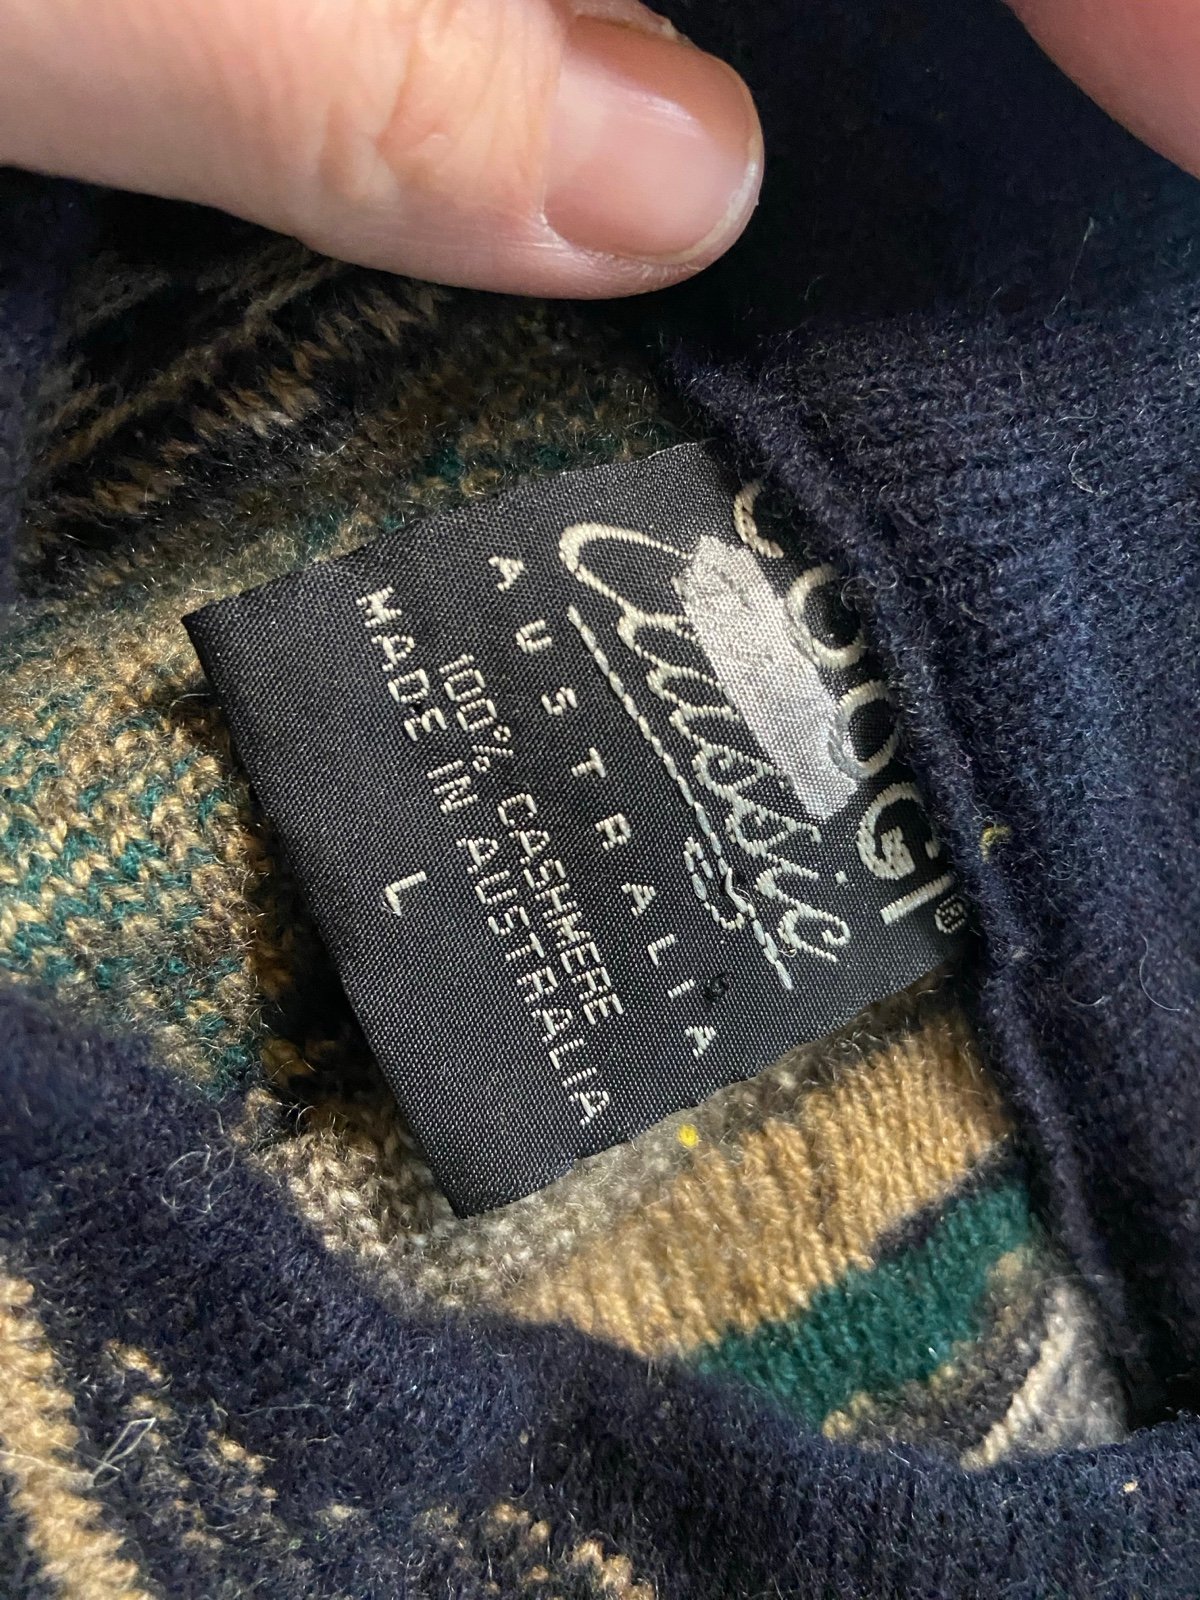 COOGI®
Classic
AUSTRALIA
100% CASHMERE
MADE IN AUSTRALIA
L